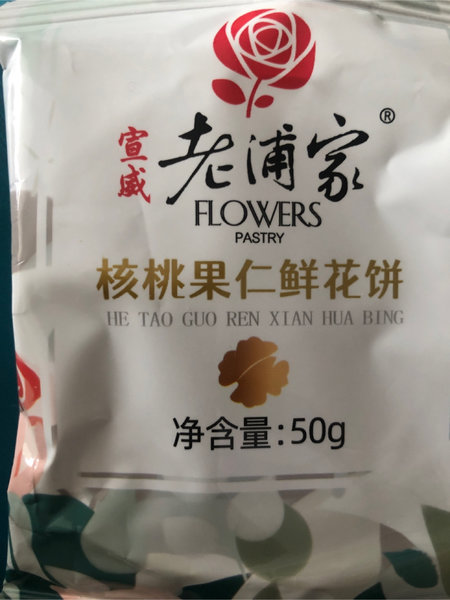 宣威
老浦家®
FLOWERS
PASTRY
核桃果仁鲜花饼
HE TAO GUO REN XIAN HUA BING
净含量:50g